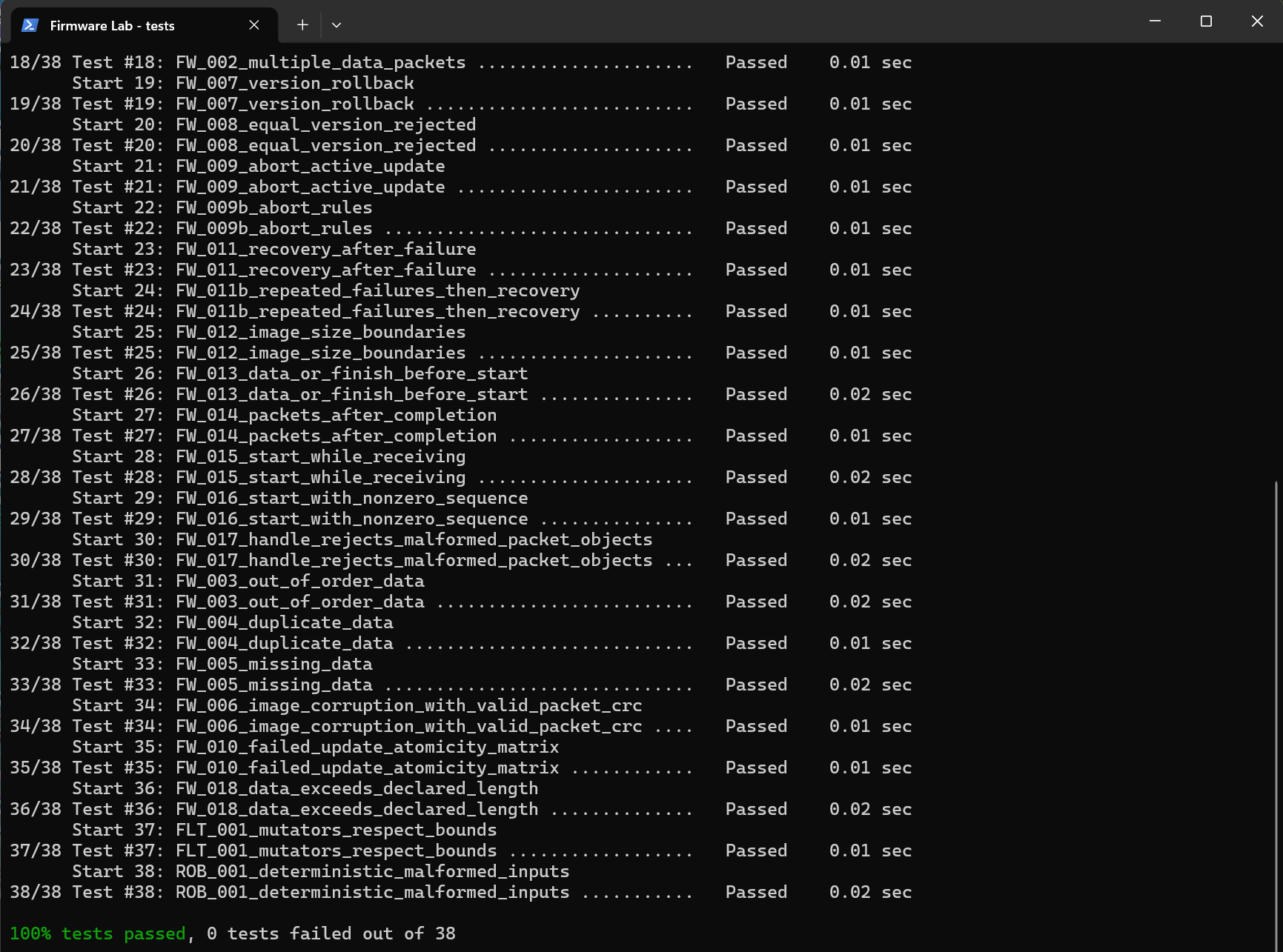 Firmware Lab - tests
18/38 Test #18: FW_002_multiple_data_packets .....................   Passed    0.01 sec
      Start 19: FW_007_version_rollback
19/38 Test #19: FW_007_version_rollback ..........................   Passed    0.01 sec
      Start 20: FW_008_equal_version_rejected
20/38 Test #20: FW_008_equal_version_rejected ....................   Passed    0.01 sec
      Start 21: FW_009_abort_active_update
21/38 Test #21: FW_009_abort_active_update .......................   Passed    0.01 sec
      Start 22: FW_009b_abort_rules
22/38 Test #22: FW_009b_abort_rules ..............................   Passed    0.01 sec
      Start 23: FW_011_recovery_after_failure
23/38 Test #23: FW_011_recovery_after_failure ....................   Passed    0.01 sec
      Start 24: FW_011b_repeated_failures_then_recovery
24/38 Test #24: FW_011b_repeated_failures_then_recovery ..........   Passed    0.01 sec
      Start 25: FW_012_image_size_boundaries
25/38 Test #25: FW_012_image_size_boundaries .....................   Passed    0.01 sec
      Start 26: FW_013_data_or_finish_before_start
26/38 Test #26: FW_013_data_or_finish_before_start ...............   Passed    0.02 sec
      Start 27: FW_014_packets_after_completion
27/38 Test #27: FW_014_packets_after_completion ..................   Passed    0.01 sec
      Start 28: FW_015_start_while_receiving
28/38 Test #28: FW_015_start_while_receiving .....................   Passed    0.02 sec
      Start 29: FW_016_start_with_nonzero_sequence
29/38 Test #29: FW_016_start_with_nonzero_sequence ...............   Passed    0.01 sec
      Start 30: FW_017_handle_rejects_malformed_packet_objects
30/38 Test #30: FW_017_handle_rejects_malformed_packet_objects ...   Passed    0.02 sec
      Start 31: FW_003_out_of_order_data
31/38 Test #31: FW_003_out_of_order_data .........................   Passed    0.02 sec
      Start 32: FW_004_duplicate_data
32/38 Test #32: FW_004_duplicate_data ............................   Passed    0.01 sec
      Start 33: FW_005_missing_data
33/38 Test #33: FW_005_missing_data ..............................   Passed    0.02 sec
      Start 34: FW_006_image_corruption_with_valid_packet_crc
34/38 Test #34: FW_006_image_corruption_with_valid_packet_crc ....   Passed    0.01 sec
      Start 35: FW_010_failed_update_atomicity_matrix
35/38 Test #35: FW_010_failed_update_atomicity_matrix ............   Passed    0.01 sec
      Start 36: FW_018_data_exceeds_declared_length
36/38 Test #36: FW_018_data_exceeds_declared_length ..............   Passed    0.02 sec
      Start 37: FLT_001_mutators_respect_bounds
37/38 Test #37: FLT_001_mutators_respect_bounds ..................   Passed    0.01 sec
      Start 38: ROB_001_deterministic_malformed_inputs
38/38 Test #38: ROB_001_deterministic_malformed_inputs ...........   Passed    0.02 sec
100% tests passed, 0 tests failed out of 38